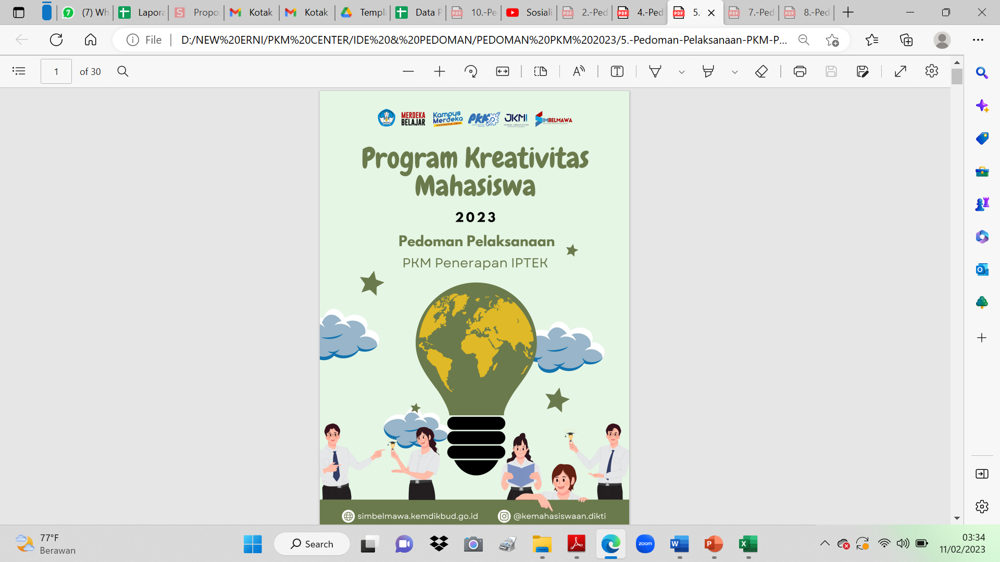 (7) Wh
Lapora
Propos
Kotak
Kotak
Templa
Data P
10.-Pe
Sosiali
2.-Ped
4.-Ped
5.-
7.-Ped
8.-Ped
File
D:/NEW%20ERNI/PKM%20CENTER/IDE%20&%20PEDOMAN/PEDOMAN%20PKM%202023/5.-Pedoman-Pelaksanaan-PKM-P...
1 of 30
MERDEKA BELAJAR
Kampus Merdeka INDONESIA JAYA
PKM
JKMI
SIMBELMAWA
Program Kreativitas
Mahasiswa
2023
Pedoman Pelaksanaan
PKM Penerapan IPTEK
simbelmawa.kemdikbud.go.id
@kemahasiswaan.dikti
77°F
Berawan
Search
zoom
03:34
11/02/2023